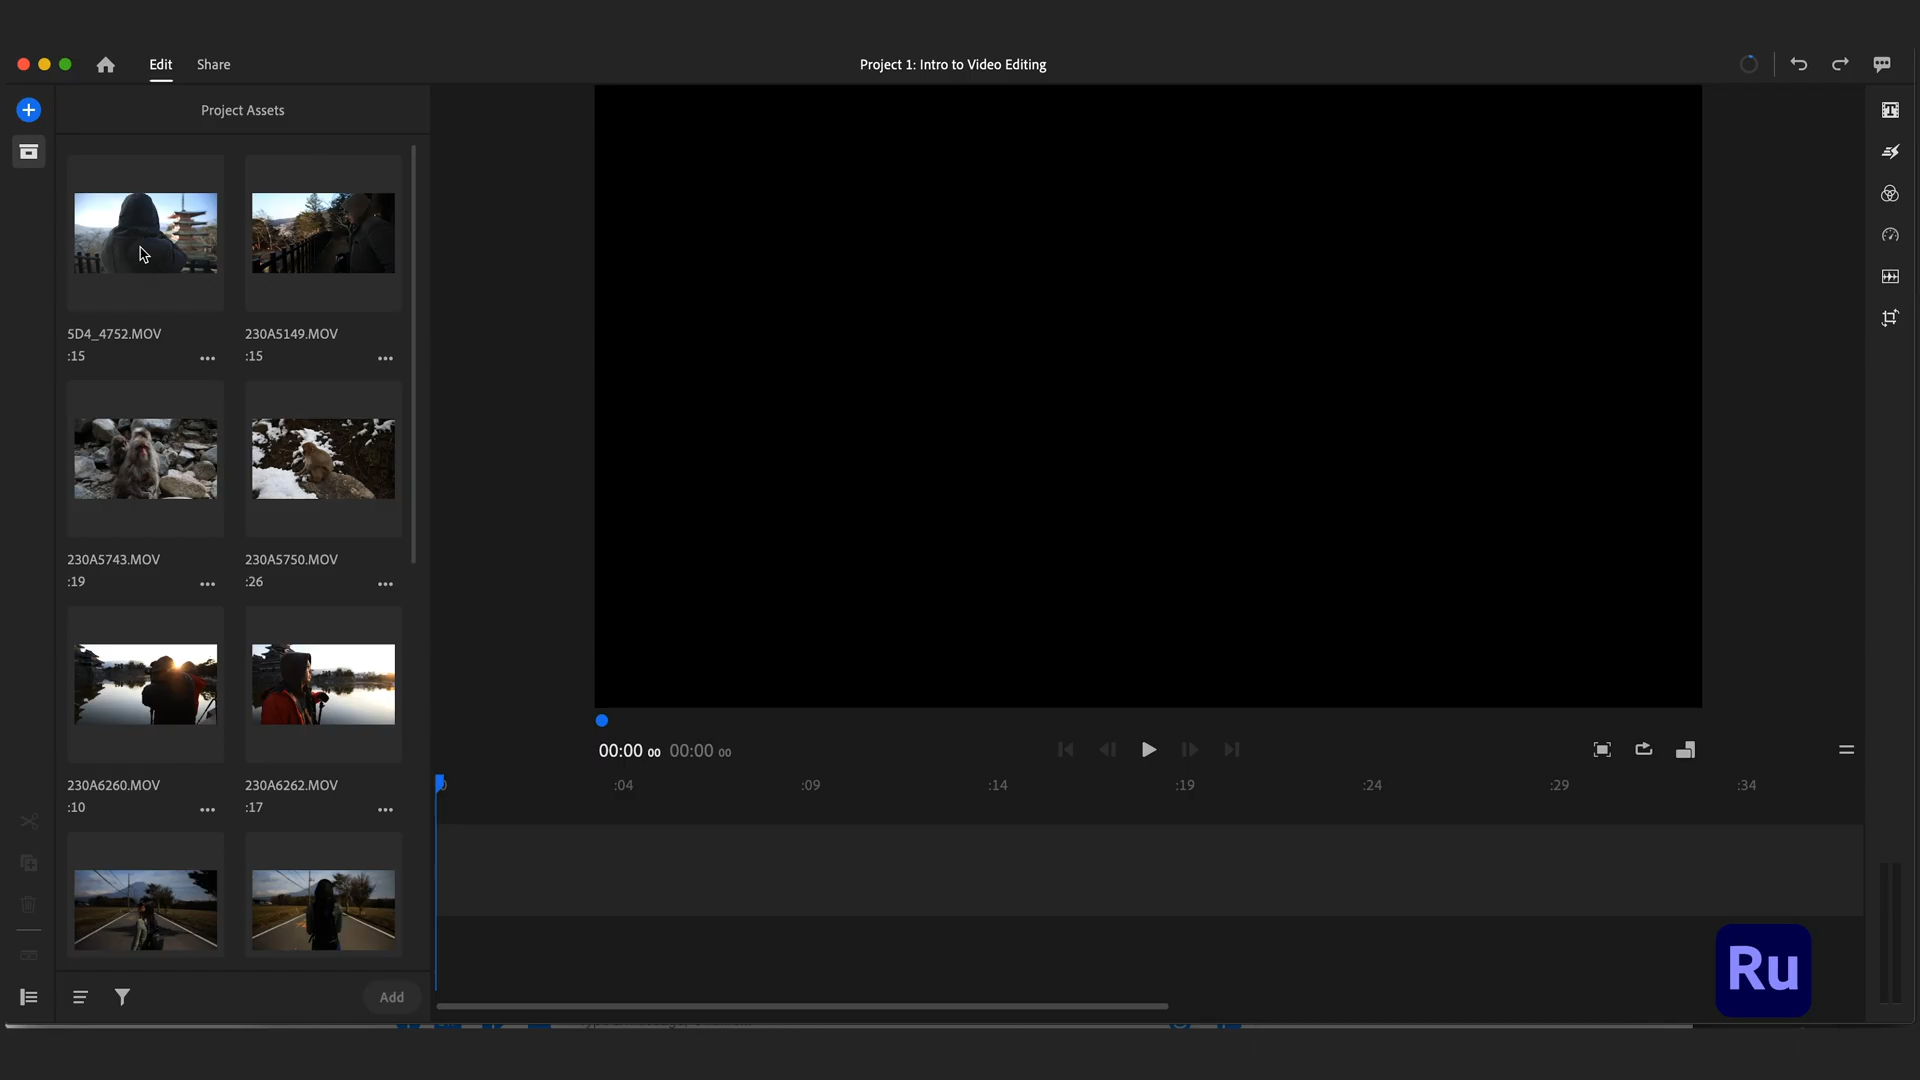 Edit Share Project 1: Intro to Video Editing
Project Assets
5D4_4752.MOV 230A5149.MOV
:15 ••• :15 •••
230A5743.MOV 230A5750.MOV
:19 ••• :26 •••
230A6260.MOV 230A6262.MOV
:10 ••• :17 •••
00:00 00 00:00 00
:04 :09 :14 :19 :24 :29 :34
Add
Ru